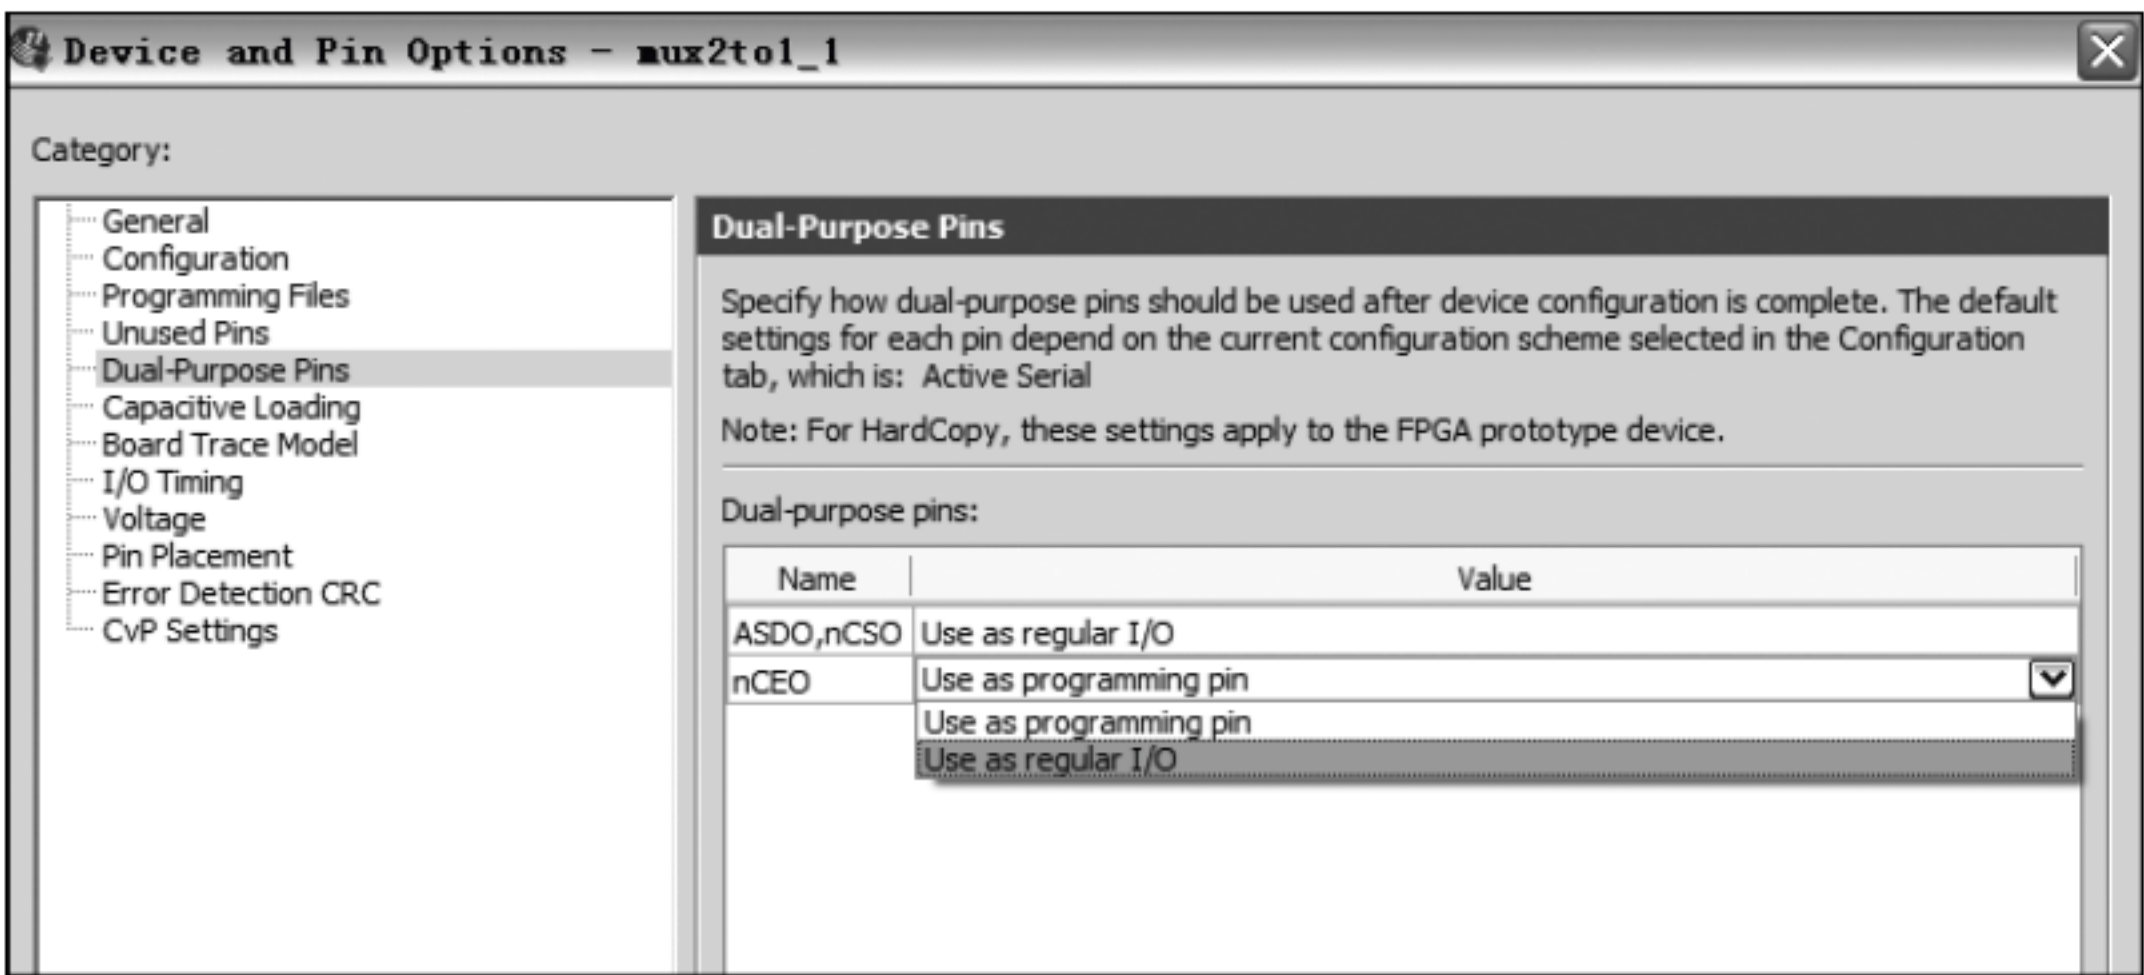 Device and Pin Options - mux2to1_1
Category:
General
Configuration
Programming Files
Unused Pins
Dual-Purpose Pins
Capacitive Loading
Board Trace Model
I/O Timing
Voltage
Pin Placement
Error Detection CRC
CvP Settings
Dual-Purpose Pins
Specify how dual-purpose pins should be used after device configuration is complete. The default
settings for each pin depend on the current configuration scheme selected in the Configuration
tab, which is: Active Serial
Note: For HardCopy, these settings apply to the FPGA prototype device.
Dual-purpose pins:
Name Value
ASDO,nCSO Use as regular I/O
nCEO Use as programming pin
Use as programming pin
Use as regular I/O